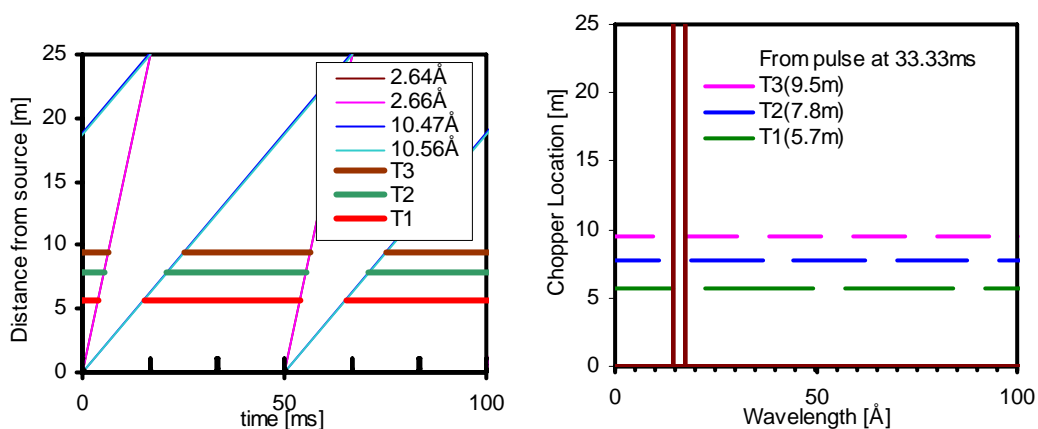 25
20
15
10
5
0
Distance from source [m]
2.64Å
2.66Å
10.47Å
10.56Å
T3
T2
T1
0
50
100
time [ms]
25
20
15
10
5
0
Chopper Location [m]
From pulse at 33.33ms
T3(9.5m)
T2(7.8m)
T1(5.7m)
0
50
100
Wavelength [Å]